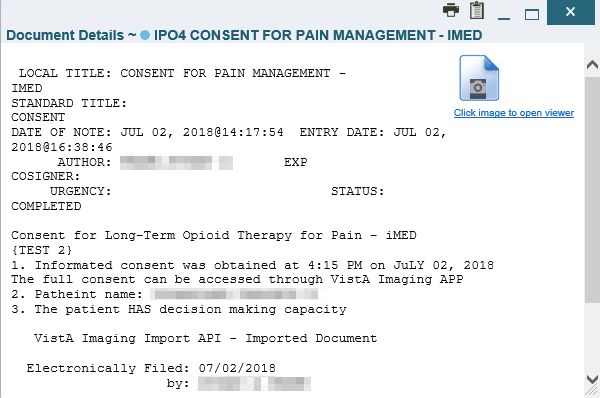 Document Details ~ IPO4 CONSENT FOR PAIN MANAGEMENT - IMED
LOCAL TITLE: CONSENT FOR PAIN MANAGEMENT -
IMED
Click image to open viewer
STANDARD TITLE:
CONSENT
DATE OF NOTE: JUL 02, 2018@14:17:54 ENTRY DATE: JUL 02,
2018@16:38:46
AUTHOR: EXP
COSIGNER:
URGENCY: STATUS:
COMPLETED
Consent for Long-Term Opioid Therapy for Pain - iMED
{TEST 2}
1. Informated consent was obtained at 4:15 PM on JuLY 02, 2018
The full consent can be accessed through VistA Imaging APP
2. Patheint name:
3. The patient HAS decision making capacity
VistA Imaging Import API - Imported Document
Electronically Filed: 07/02/2018
by: